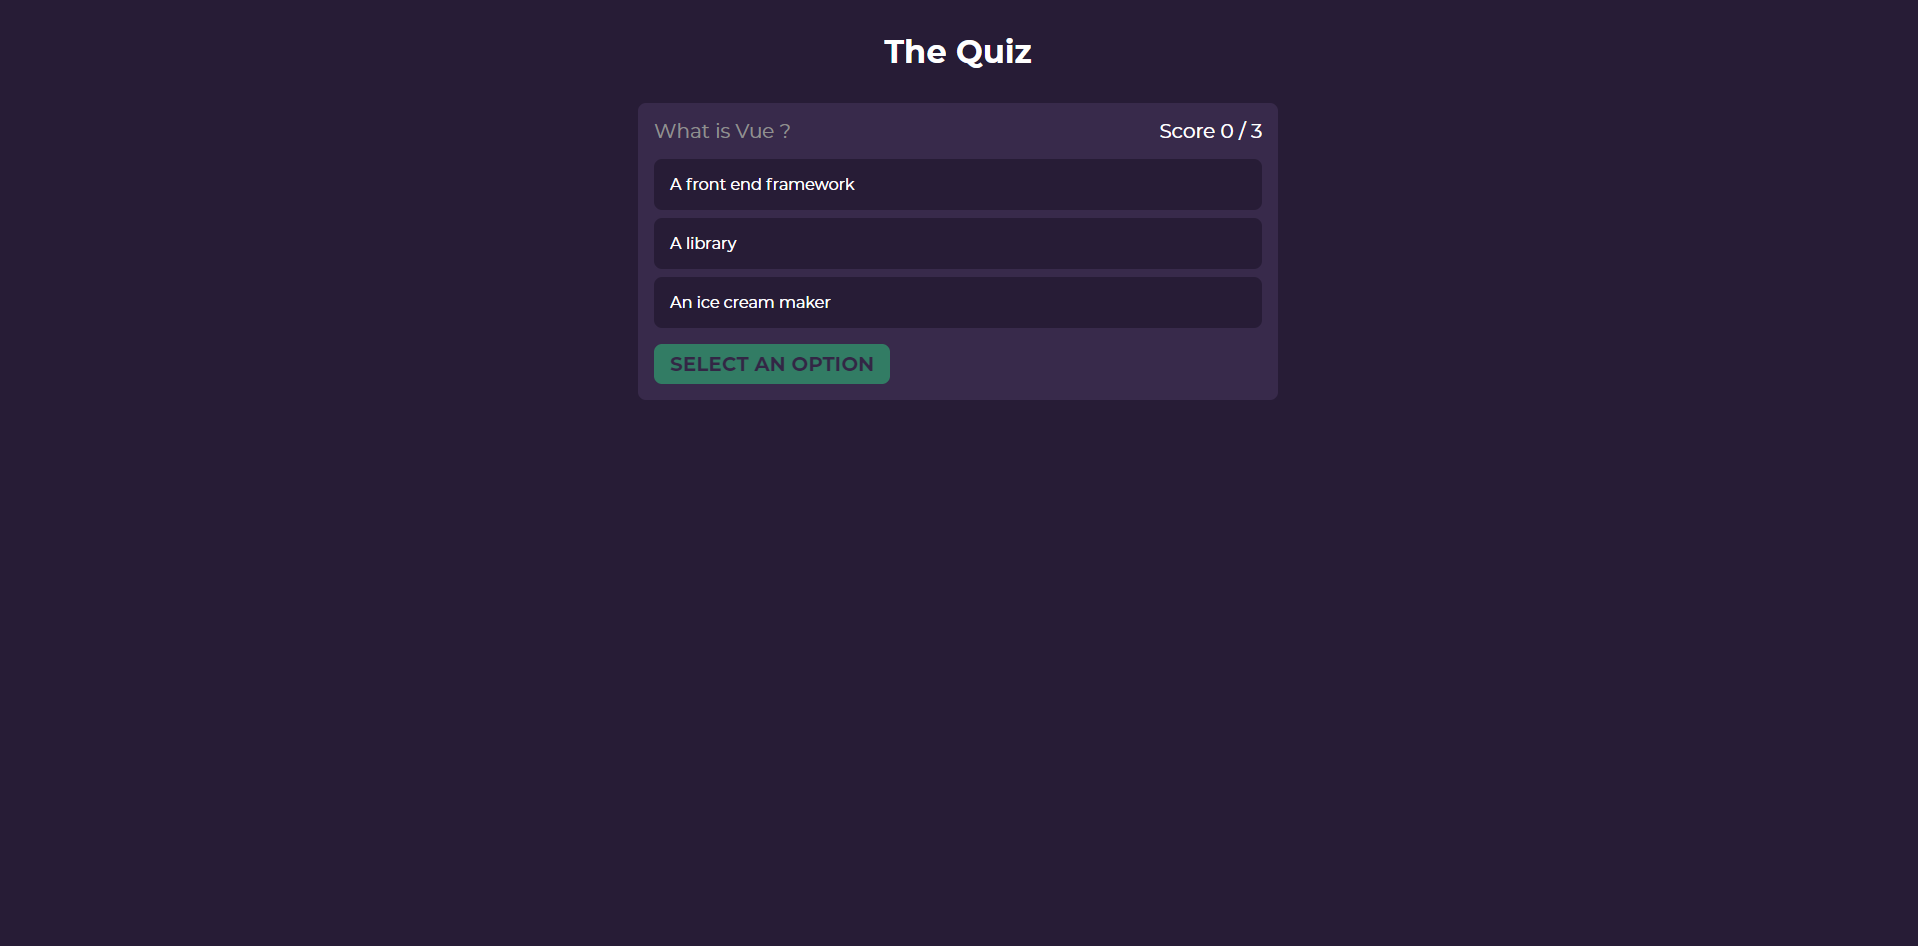 The Quiz
What is Vue ?
Score 0 / 3
A front end framework
A library
An ice cream maker
SELECT AN OPTION